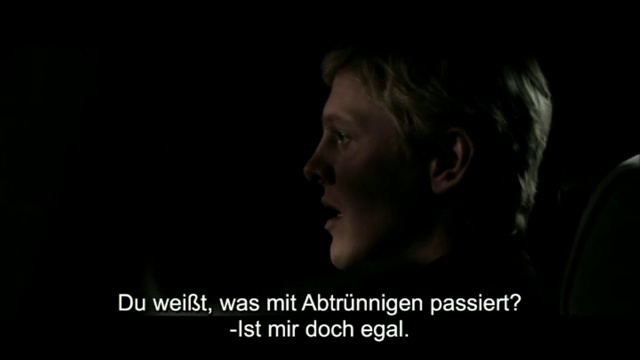 Du weißt, was mit Abtrünnigen passiert?
-Ist mir doch egal.